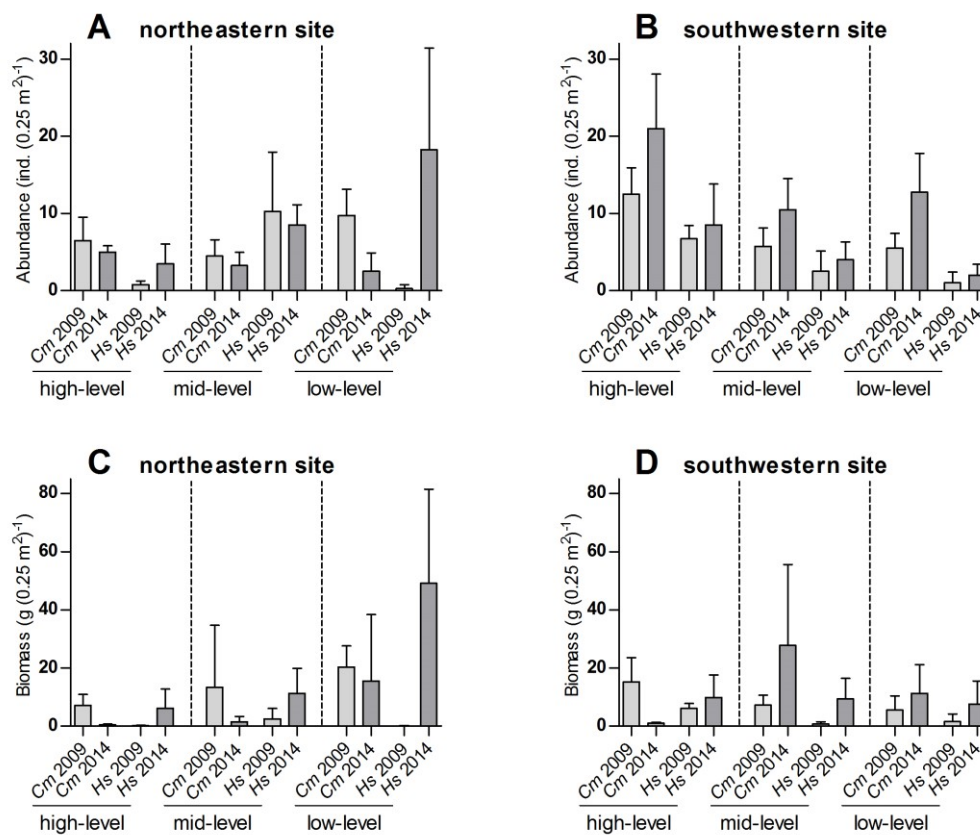 A northeastern site
Abundance (ind. (0.25 m²)⁻¹
30
20
10
0
Cm 2009
Cm 2014
Hs 2009
Hs 2014
Cm 2009
Cm 2014
Hs 2009
Hs 2014
Cm 2009
Cm 2014
Hs 2009
Hs 2014
high-level
mid-level
low-level
B southwestern site
Abundance (ind. (0.25 m²)⁻¹
30
20
10
0
Cm 2009
Cm 2014
Hs 2009
Hs 2014
Cm 2009
Cm 2014
Hs 2009
Hs 2014
Cm 2009
Cm 2014
Hs 2009
Hs 2014
high-level
mid-level
low-level
C northeastern site
Biomass (g (0.25 m²)⁻¹
80
60
40
20
0
Cm 2009
Cm 2014
Hs 2009
Hs 2014
Cm 2009
Cm 2014
Hs 2009
Hs 2014
Cm 2009
Cm 2014
Hs 2009
Hs 2014
high-level
mid-level
low-level
D southwestern site
Biomass (g (0.25 m²)⁻¹
80
60
40
20
0
Cm 2009
Cm 2014
Hs 2009
Hs 2014
Cm 2009
Cm 2014
Hs 2009
Hs 2014
Cm 2009
Cm 2014
Hs 2009
Hs 2014
high-level
mid-level
low-level